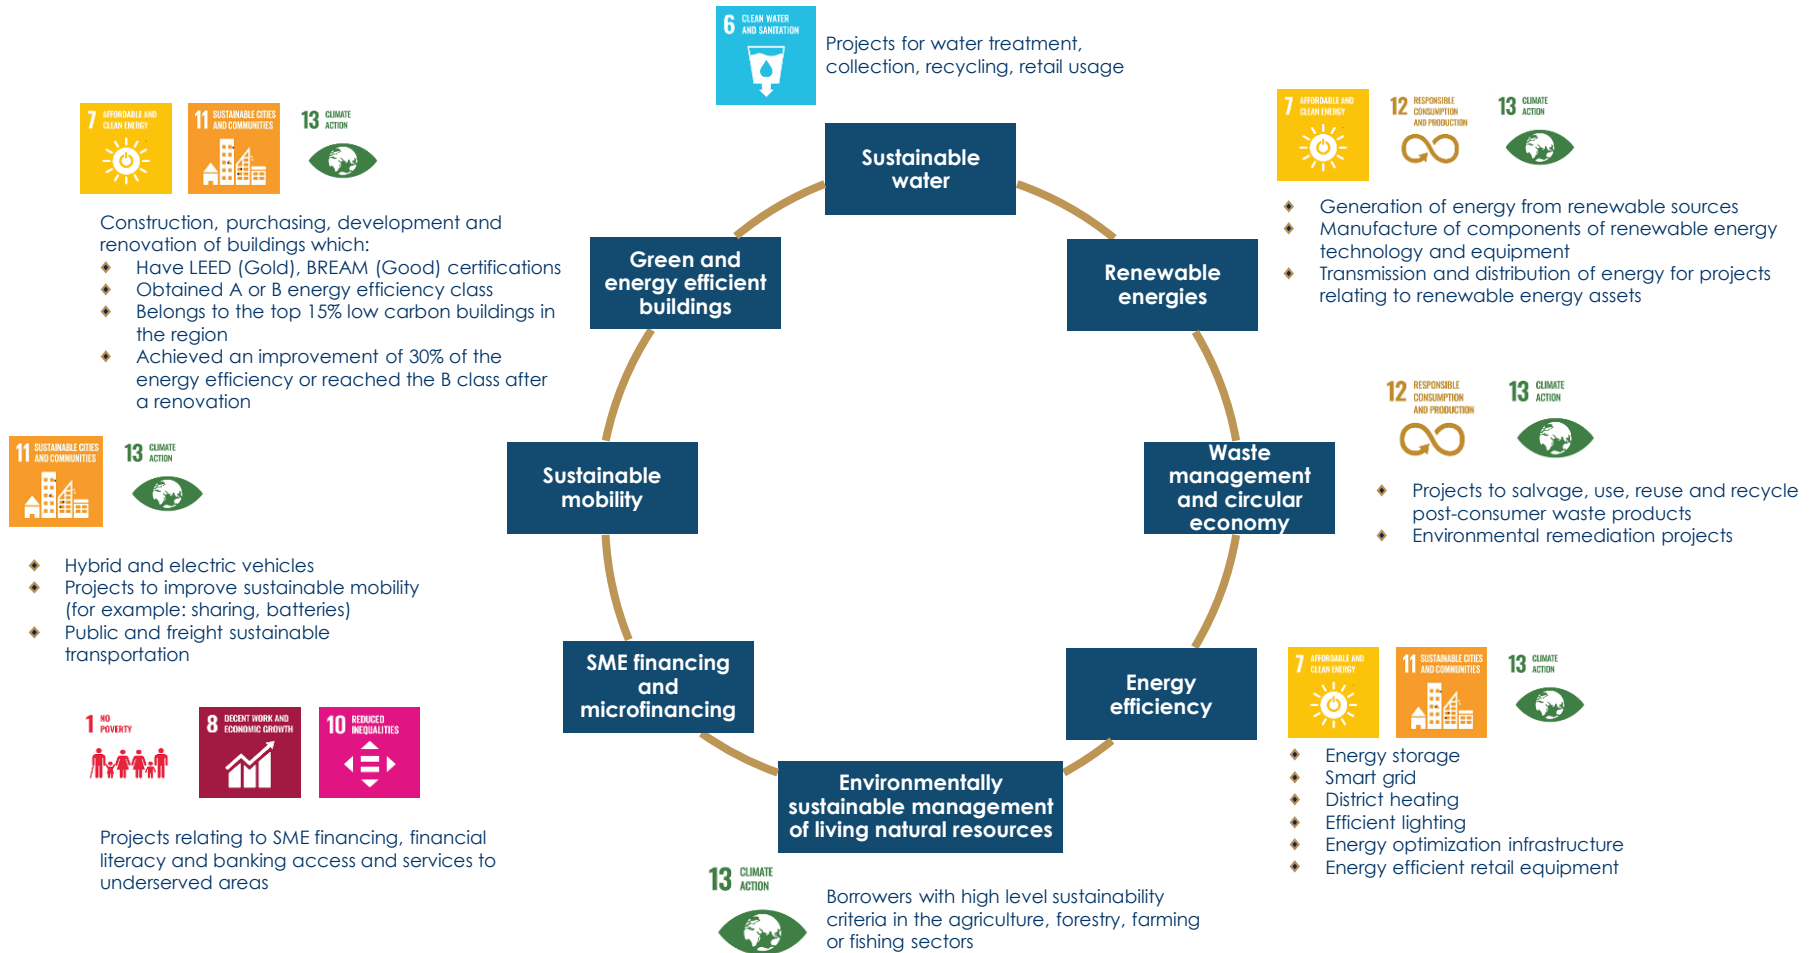 6 CLEAN WATER
AND SANITATION
Projects for water treatment,
collection, recycling, retail usage
Sustainable
water
7 AFFORDABLE AND
CLEAN ENERGY
12 RESPONSIBLE
CONSUMPTION
AND PRODUCTION
13 CLIMATE
ACTION
Generation of energy from renewable sources
Manufacture of components of renewable energy
technology and equipment
Transmission and distribution of energy for projects
relating to renewable energy assets
Renewable
energies
12 RESPONSIBLE
CONSUMPTION
AND PRODUCTION
13 CLIMATE
ACTION
Waste
management
and circular
economy
Projects to salvage, use, reuse and recycle
post-consumer waste products
Environmental remediation projects
7 AFFORDABLE AND
CLEAN ENERGY
11 SUSTAINABLE CITIES
AND COMMUNITIES
13 CLIMATE
ACTION
Energy
efficiency
Energy storage
Smart grid
District heating
Efficient lighting
Energy optimization infrastructure
Energy efficient retail equipment
Environmentally
sustainable management
of living natural resources
13 CLIMATE
ACTION
Borrowers with high level sustainability
criteria in the agriculture, forestry, farming
or fishing sectors
SME financing
and
microfinancing
1 NO
POVERTY
8 DECENT WORK AND
ECONOMIC GROWTH
10 REDUCED
INEQUALITIES
Projects relating to SME financing, financial
literacy and banking access and services to
underserved areas
Sustainable
mobility
11 SUSTAINABLE CITIES
AND COMMUNITIES
13 CLIMATE
ACTION
Hybrid and electric vehicles
Projects to improve sustainable mobility
(for example: sharing, batteries)
Public and freight sustainable
transportation
Green and
energy efficient
buildings
7 AFFORDABLE AND
CLEAN ENERGY
11 SUSTAINABLE CITIES
AND COMMUNITIES
13 CLIMATE
ACTION
Construction, purchasing, development and
renovation of buildings which:
Have LEED (Gold), BREAM (Good) certifications
Obtained A or B energy efficiency class
Belongs to the top 15% low carbon buildings in
the region
Achieved an improvement of 30% of the
energy efficiency or reached the B class after
a renovation